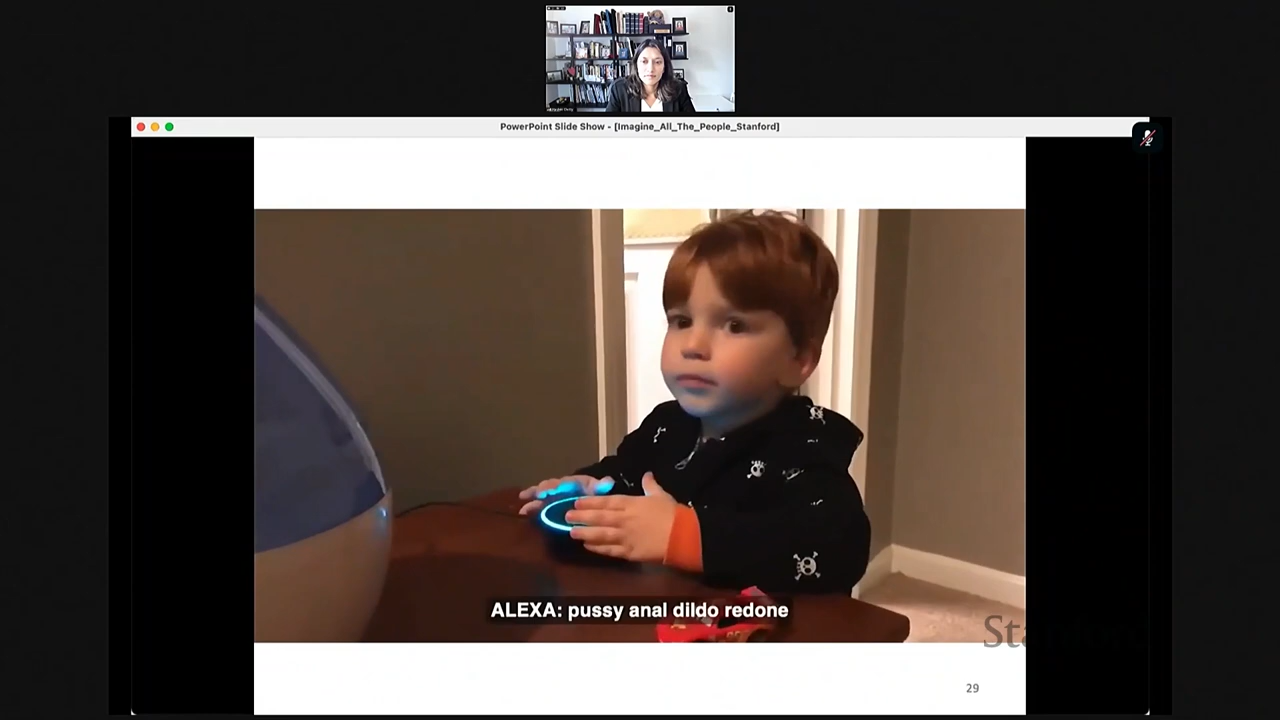 PowerPoint Slide Show - [Imagine_All_The_People_Stanford]
ALEXA: pussy anal dildo redone
29